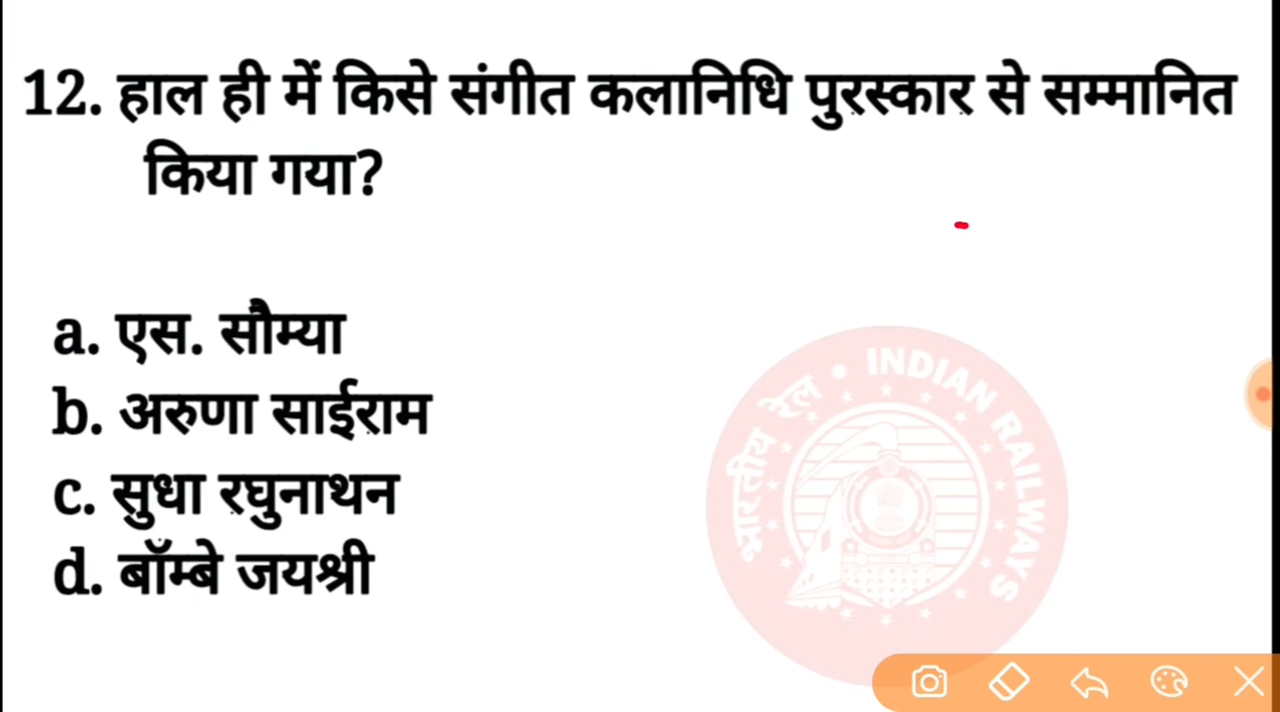 12. हाल ही में किसे संगीत कलानिधि पुरस्कार से सम्मानित
किया गया?
a. एस. सौम्या
b. अरुणा साईराम
c. सुधा रघुनाथन
d. बॉम्बे जयश्री
भारतीय रेल • INDIAN RAILWAYS